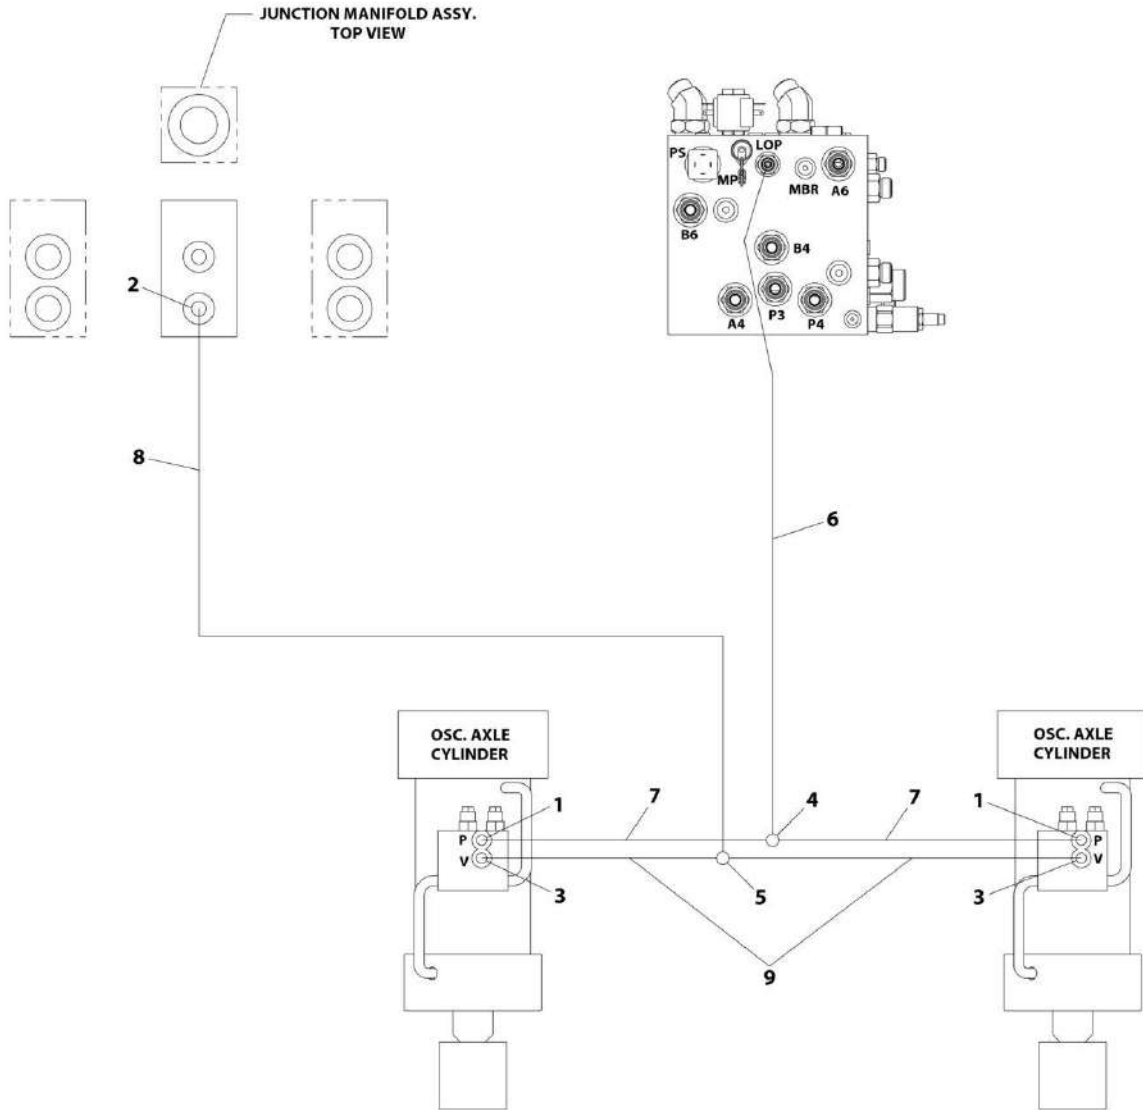 JUNCTION MANIFOLD ASSY.
TOP VIEW
PS
LOP
MP
MBR
A6
B6
B4
2
A4
P3
P4
8
6
OSC. AXLE
CYLINDER
OSC. AXLE
CYLINDER
1
7
4
7
1
P
P
V
V
3
5
3
9